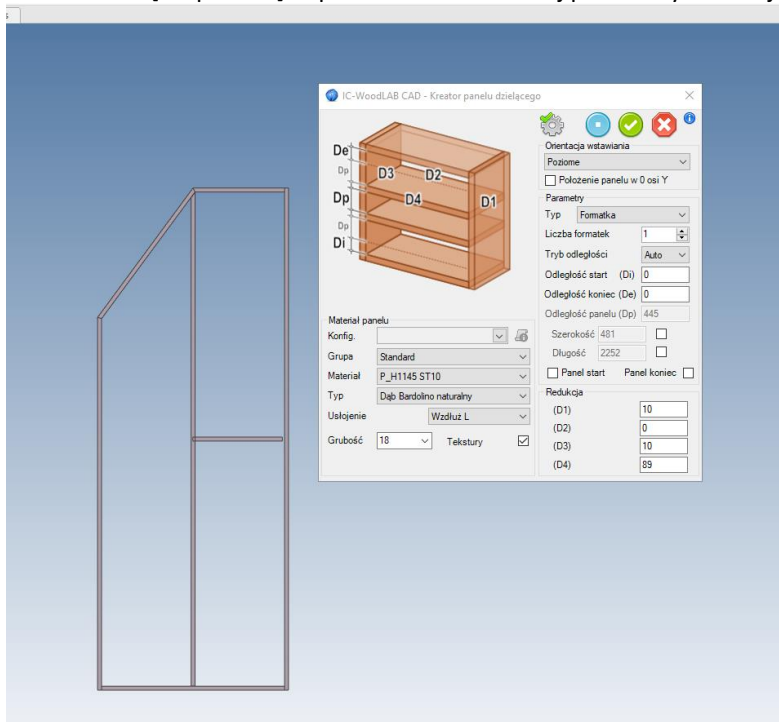 IC-WoodLAB CAD - Kreator panelu dzielącego
De
Dp
Dp
Dp
Di
D3
D2
D4
D1
Orientacja wstawiania
Poziome
Położenie panelu w 0 osi Y
Parametry
Typ Formatka
Liczba formatek 1
Tryb odległości Auto
Odległość start (Di) 0
Odległość koniec (De) 0
Odległość panelu (Dp) 445
Szerokość 481
Długość 2252
Panel start Panel koniec
Materiał panelu
Konfig.
Grupa Standard
Materiał P_H1145 ST10
Typ Dąb Bardolino naturalny
Usłojenie Wzdłuż L
Grubość 18 Tekstury
Redukcja
(D1) 10
(D2) 0
(D3) 10
(D4) 89